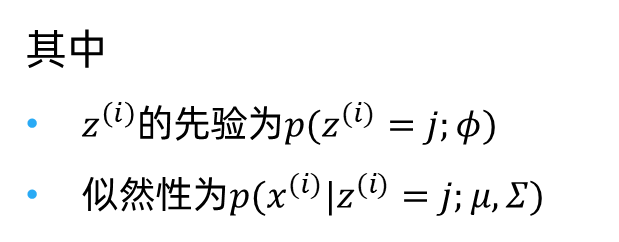 其中
• z^(i)的先验为p(z^(i) = j; ϕ)
• 似然性为p(x^(i)|z^(i) = j; μ, Σ)